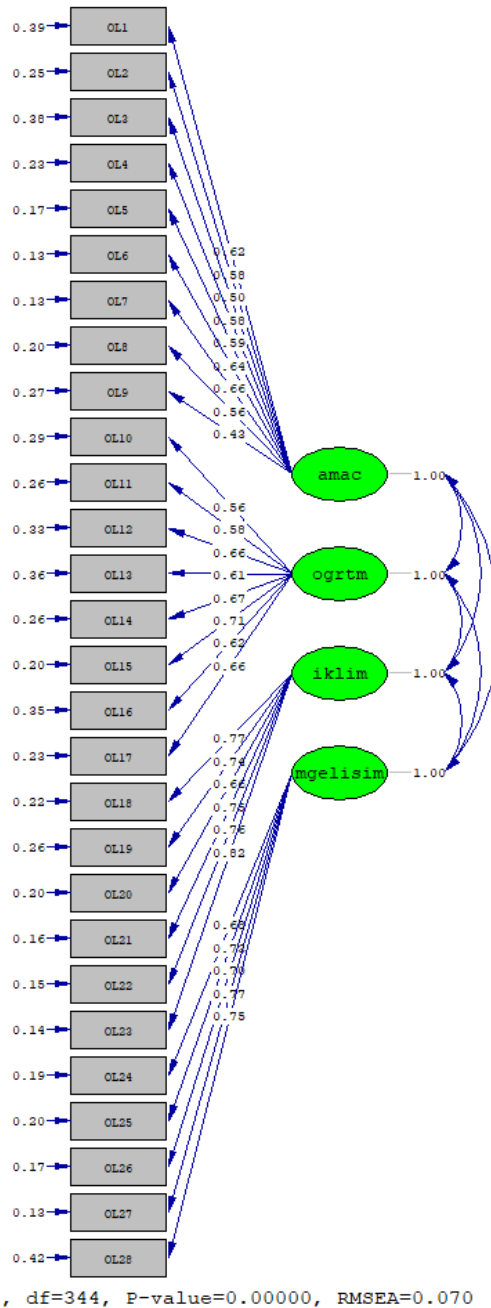 0.39 OL1
0.25 OL2
0.38 OL3
0.23 OL4
0.17 OL5
0.13 OL6
0.13 OL7
0.20 OL8
0.27 OL9
0.29 OL10
0.26 OL11
0.33 OL12
0.36 OL13
0.26 OL14
0.20 OL15
0.35 OL16
0.23 OL17
0.22 OL18
0.26 OL19
0.20 OL20
0.16 OL21
0.15 OL22
0.14 OL23
0.19 OL24
0.20 OL25
0.17 OL26
0.13 OL27
0.42 OL28
0.62
0.58
0.50
0.58
0.59
0.64
0.66
0.56
0.43
0.56
0.58
0.66
0.61
0.67
0.71
0.62
0.66
0.77
0.74
0.66
0.75
0.76
0.82
0.68
0.73
0.70
0.77
0.75
amac 1.00
ogrtm 1.00
iklim 1.00
mgelisim 1.00
, df=344, P-value=0.00000, RMSEA=0.070